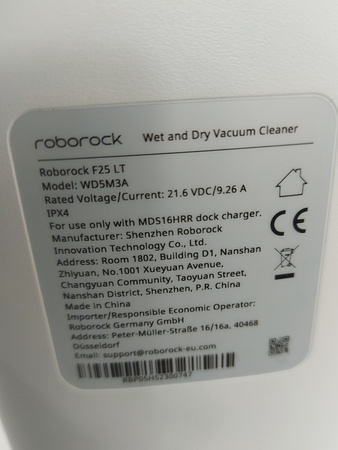 roborock Wet and Dry Vacuum Cleaner
Roborock F25 LT
Model: WD5M3A
Rated Voltage/Current: 21.6 VDC/9.26 A
IPX4
For use only with MDS16HRR dock charger.
Manufacturer: Shenzhen Roborock
Innovation Technology Co., Ltd.
Address: Room 1802, Building D1, Nanshan
Zhiyuan, No.1001 Xueyuan Avenue,
Changyuan Community, Taoyuan Street,
Nanshan District, Shenzhen, P.R. China
Made in China
Importer/Responsible Economic Operator:
Roborock Germany GmbH
Address: Peter-Müller-Straße 16/16a, 40468
Düsseldorf
Email: support@roborock-eu.com
CE